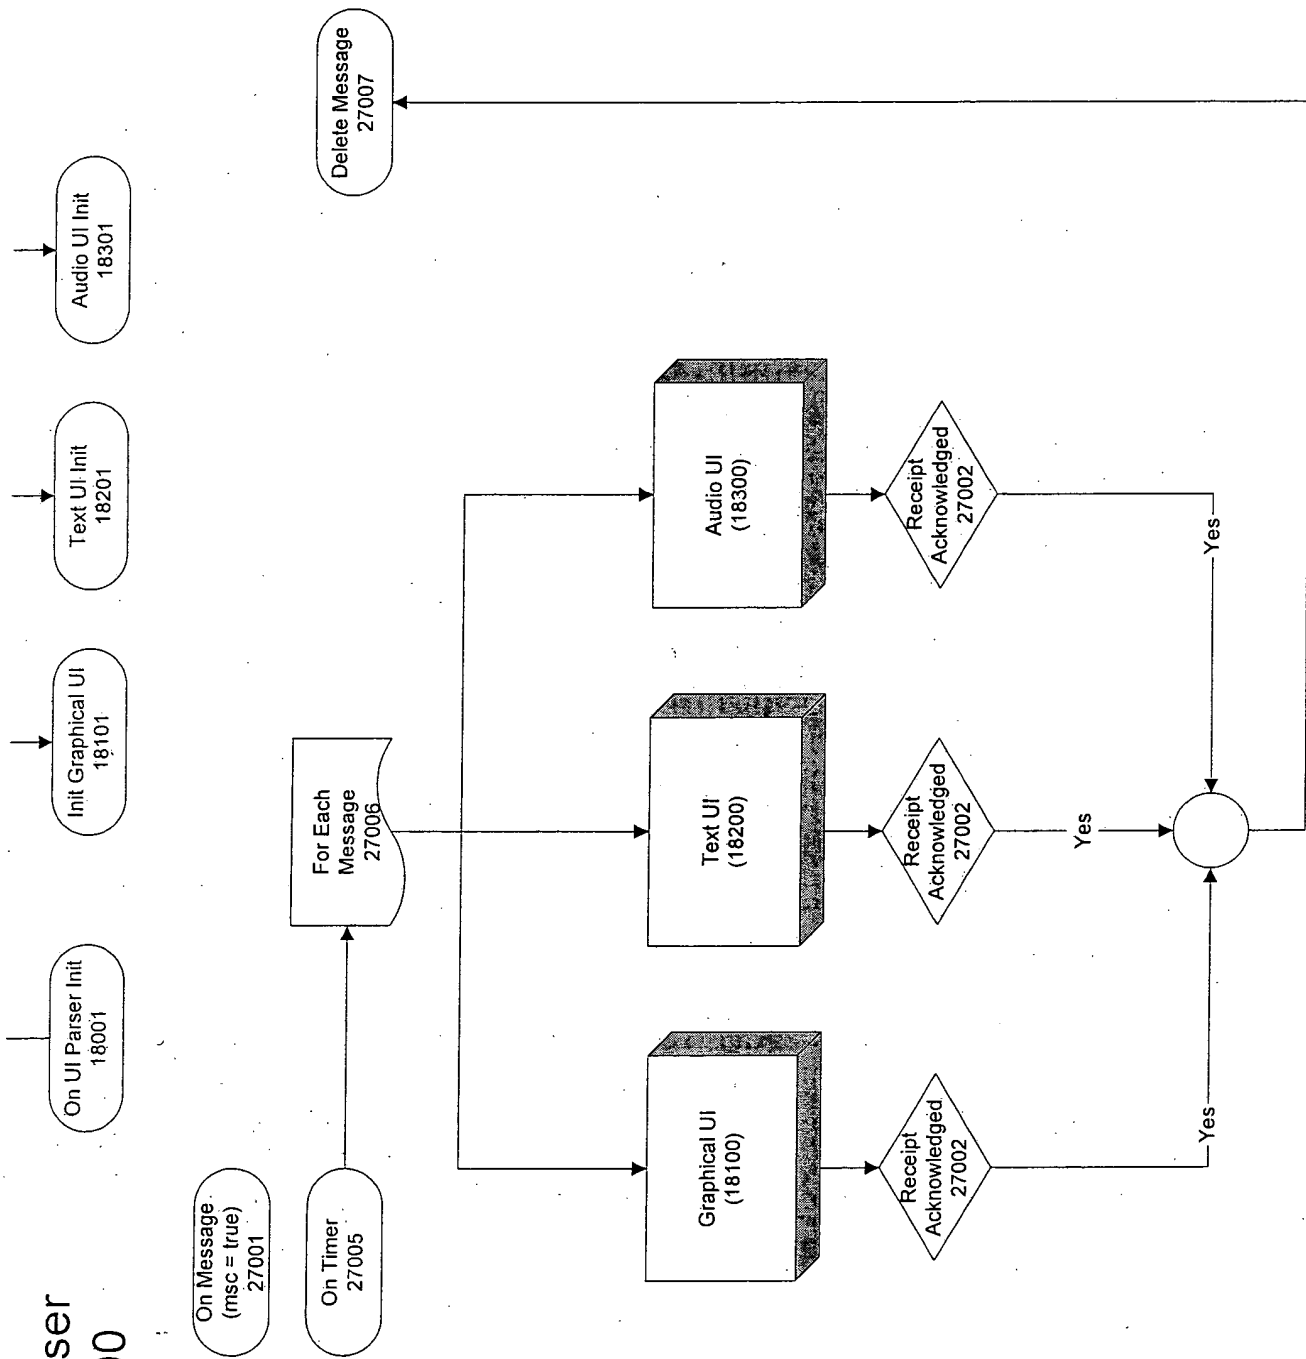 ser
00
On UI Parser Init
18001
Init Graphical UI
18101
Text UI Init
18201
Audio UI Init
18301
On Message
(msc = true)
27001
On Timer
27005
For Each
Message
27006
Delete Message
27007
Graphical UI
(18100)
Text UI
(18200)
Audio UI
(18300)
Receipt
Acknowledged
27002
Receipt
Acknowledged
27002
Receipt
Acknowledged
27002
Yes
Yes
Yes